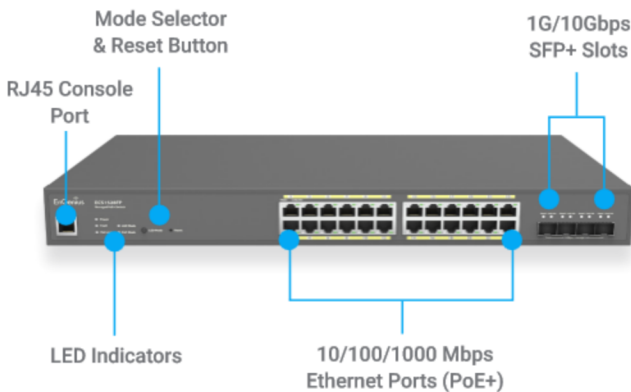 Mode Selector
& Reset Button
1G/10Gbps
SFP+ Slots
RJ45 Console
Port
EnGenius
LED Indicators
10/100/1000 Mbps
Ethernet Ports (PoE+)